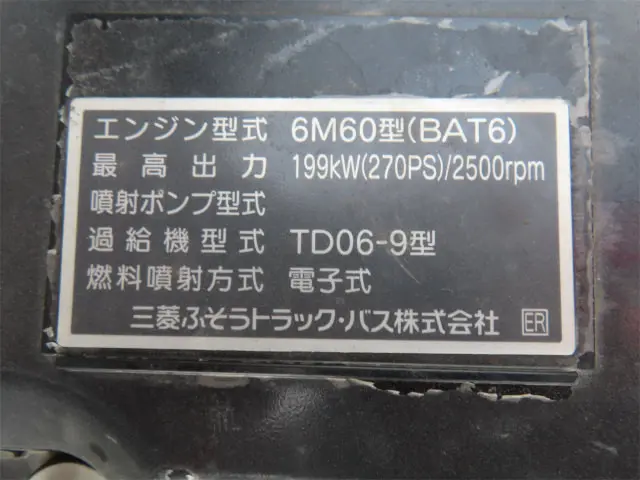 エンジン型式 6M60型(BAT6)
最高出力 199kW(270PS)/2500rpm
噴射ポンプ型式
過給機型式 TD06-9型
燃料噴射方式 電子式
三菱ふそうトラック・バス株式会社 ER